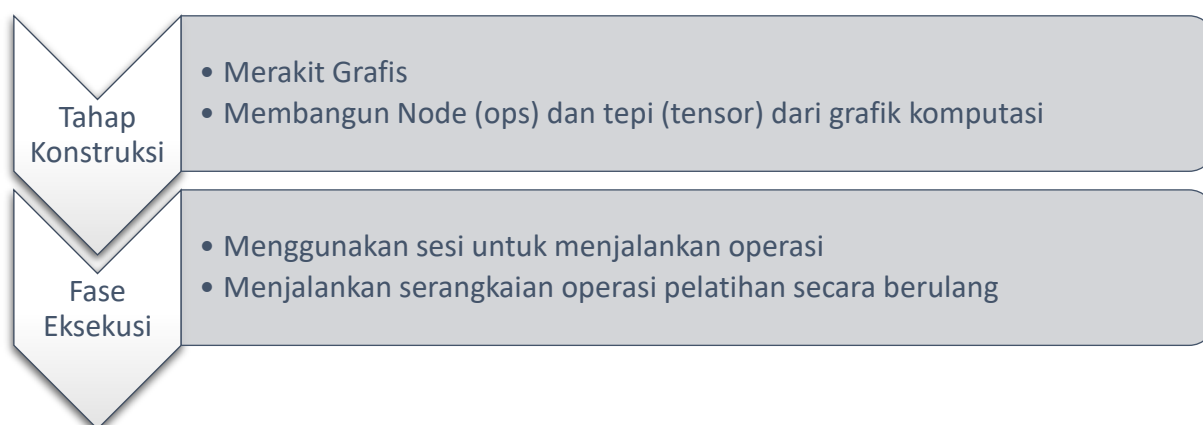 Tahap
Konstruksi
• Merakit Grafis
• Membangun Node (ops) dan tepi (tensor) dari grafik komputasi
Fase
Eksekusi
• Menggunakan sesi untuk menjalankan operasi
• Menjalankan serangkaian operasi pelatihan secara berulang